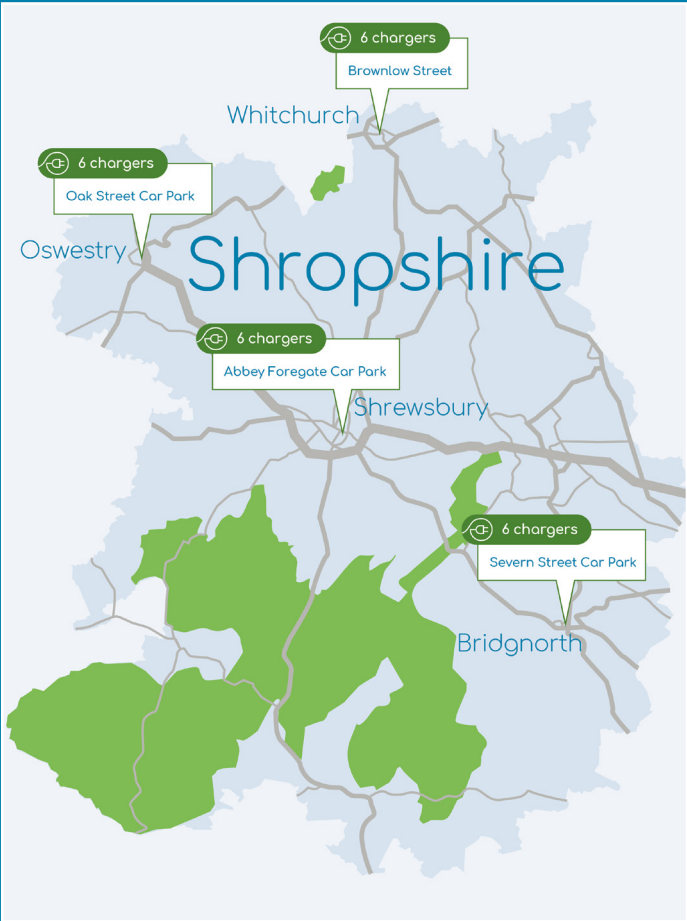 6 chargers
Brownlow Street
Whitchurch
6 chargers
Oak Street Car Park
Oswestry
Shropshire
6 chargers
Abbey Foregate Car Park
Shrewsbury
6 chargers
Severn Street Car Park
Bridgnorth